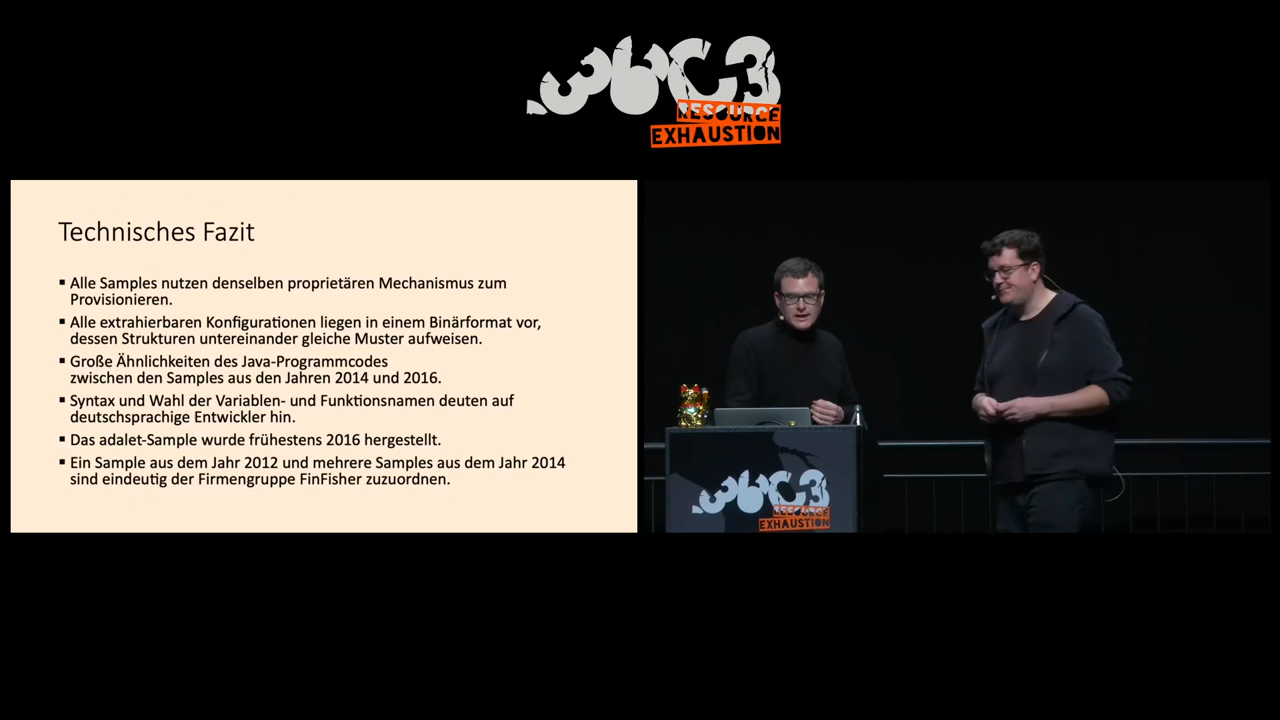 36C3
RESOURCE
EXHAUSTION
Technisches Fazit
▪ Alle Samples nutzen denselben proprietären Mechanismus zum
Provisionieren.
▪ Alle extrahierbaren Konfigurationen liegen in einem Binärformat vor,
dessen Strukturen untereinander gleiche Muster aufweisen.
▪ Große Ähnlichkeiten des Java-Programmcodes
zwischen den Samples aus den Jahren 2014 und 2016.
▪ Syntax und Wahl der Variablen- und Funktionsnamen deuten auf
deutschsprachige Entwickler hin.
▪ Das adalet-Sample wurde frühestens 2016 hergestellt.
▪ Ein Sample aus dem Jahr 2012 und mehrere Samples aus dem Jahr 2014
sind eindeutig der Firmengruppe FinFisher zuzuordnen.
36C3
RESOURCE
EXHAUSTION